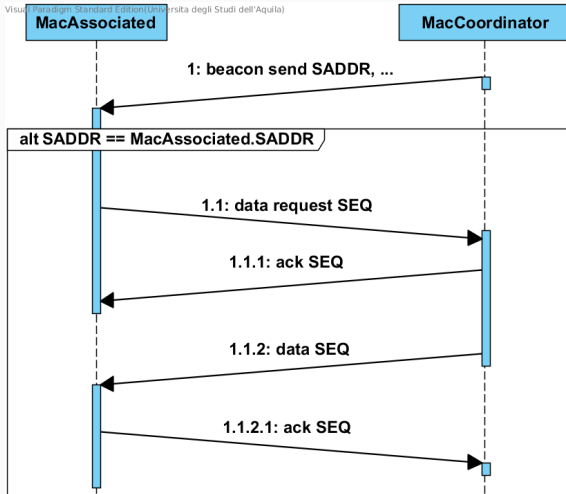 Visual Paradigm Standard Edition(Universita degli Studi dell'Aquila)
MacAssociated
MacCoordinator
1: beacon send SADDR, ...
alt SADDR == MacAssociated.SADDR
1.1: data request SEQ
1.1.1: ack SEQ
1.1.2: data SEQ
1.1.2.1: ack SEQ